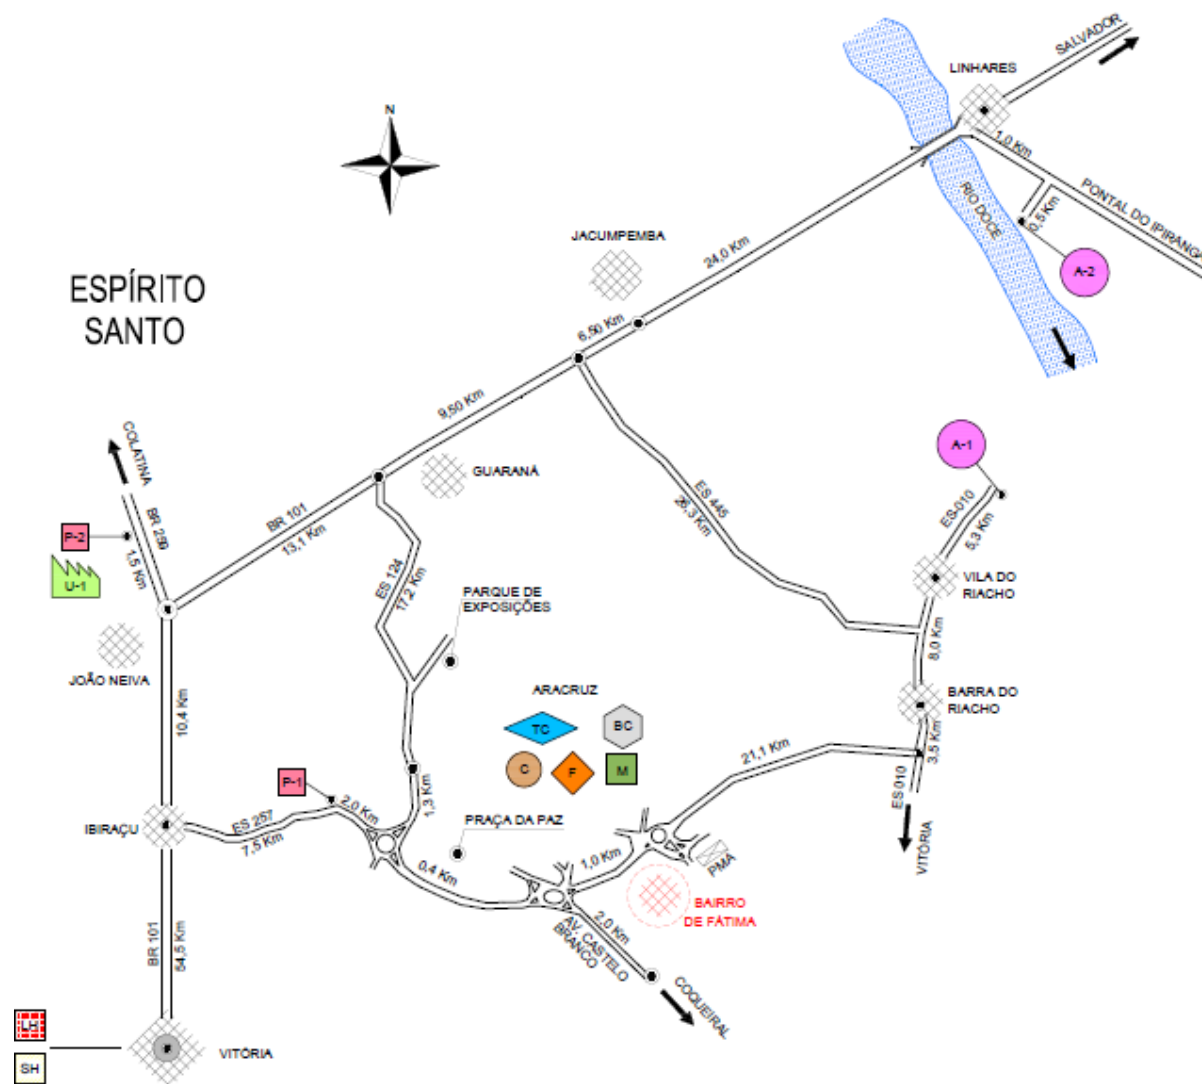 SALVADOR
LINHARES
N
1,0 Km
RIO DOCE
PONTAL DO IPIRANGA
0,5 Km
JACUMPEMBA
24,0 Km
A-2
ESPÍRITO
SANTO
6,50 Km
9,50 Km
COLATINA
GUARANÁ
A-1
BR 101
13,1 Km
ES 445
26,3 Km
ES-010
5,3 Km
BR 259
P-2
1,5 Km
U-1
ES 124
17,2 Km
VILA DO
RIACHO
PARQUE DE
EXPOSIÇÕES
8,0 Km
JOÃO NEIVA
ARACRUZ
BARRA DO
RIACHO
10,4 Km
TC
BC
C
F
M
21,1 Km
3,5 Km
P-1
2,0 Km
1,3 Km
ES 010
IBIRAÇU
ES 257
7,5 Km
PRAÇA DA PAZ
VITÓRIA
0,4 Km
1,0 Km
PMA
BAIRRO
DE FÁTIMA
2,0 Km
AV. CASTELO
BRANCO
BR 101
54,5 Km
COQUEIRAL
LH
SH
VITÓRIA